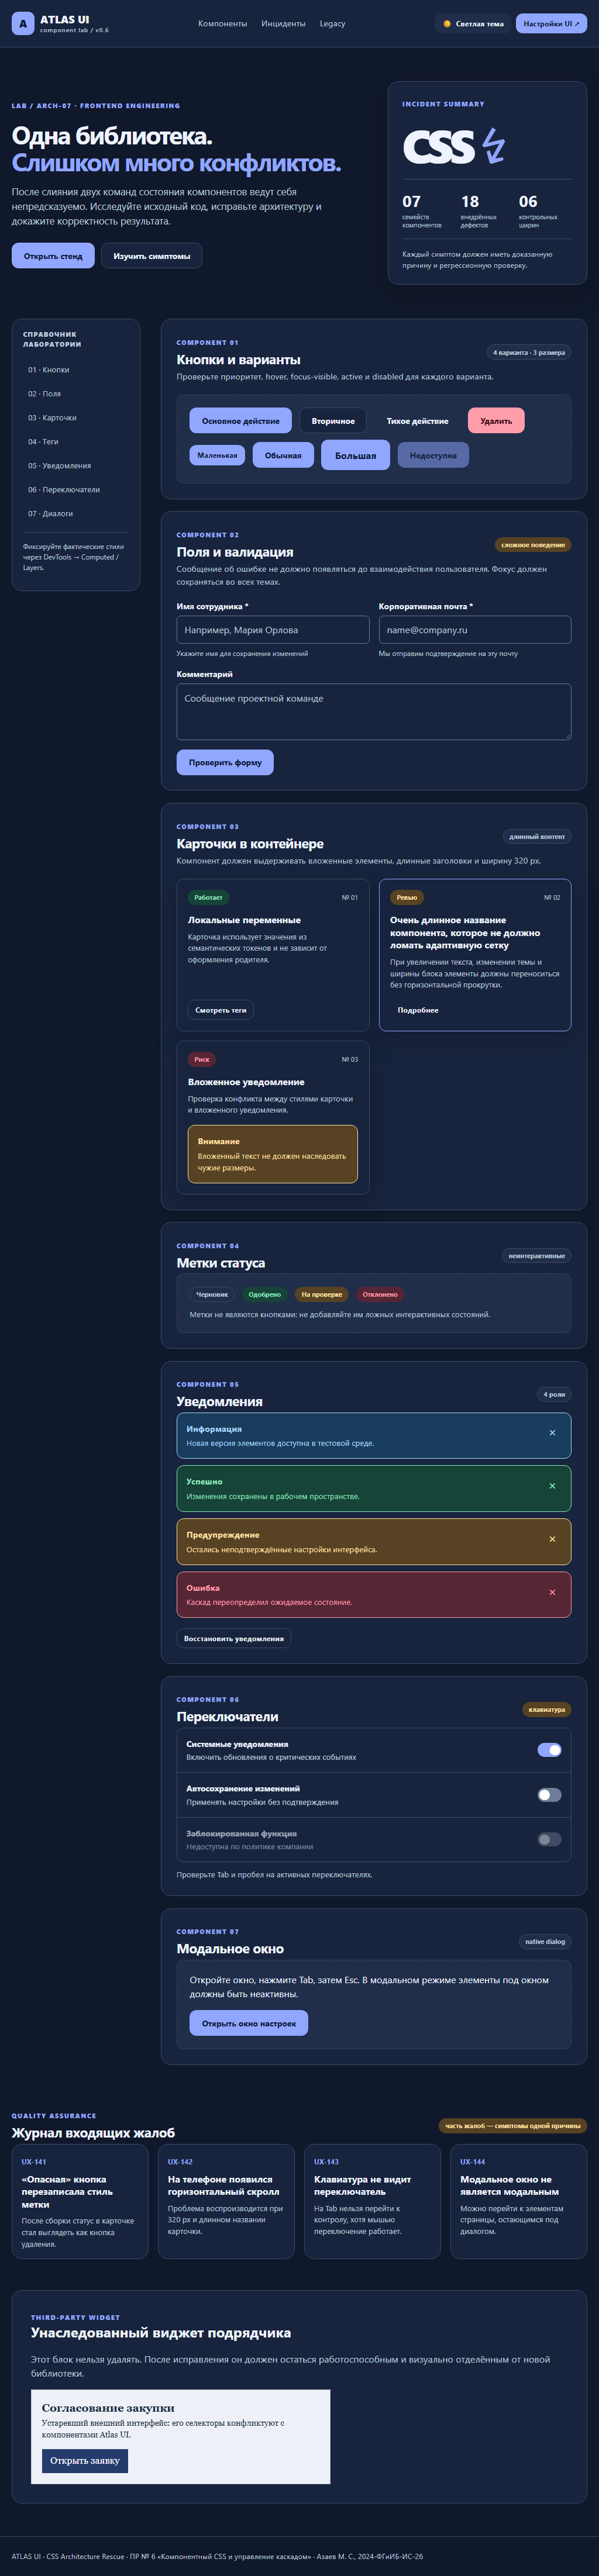 A
ATLAS UI
component lab / v0.6
Компоненты Инциденты Legacy
Светлая тема
Настройки UI ↗
LAB / ARCH-07 · FRONTEND ENGINEERING
Одна библиотека.
Слишком много конфликтов.
После слияния двух команд состояния компонентов ведут себя
непредсказуемо. Исследуйте исходный код, исправьте архитектуру и
докажите корректность результата.
Открыть стенд
Изучить симптомы
INCIDENT SUMMARY
CSS
07 18 06
семейств внедрённых контрольных
компонентов дефектов ширин
Каждый симптом должен иметь доказанную
причину и регрессионную проверку.
СПРАВОЧНИК
ЛАБОРАТОРИИ
01 · Кнопки
02 · Поля
03 · Карточки
04 · Теги
05 · Уведомления
06 · Переключатели
07 · Диалоги
Фиксируйте фактические стили
через DevTools → Computed /
Layers.
COMPONENT 01
Кнопки и варианты
4 варианта · 3 размера
Проверьте приоритет, hover, focus-visible, active и disabled для каждого варианта.
Основное действие
Вторичное
Тихое действие
Удалить
Маленькая
Обычная
Большая
Недоступна
COMPONENT 02
Поля и валидация
сложное поведение
Сообщение об ошибке не должно появляться до взаимодействия пользователя. Фокус должен
сохраняться во всех темах.
Имя сотрудника *
Например, Мария Орлова
Укажите имя для сохранения изменений
Корпоративная почта *
name@company.ru
Мы отправим подтверждение на эту почту
Комментарий
Сообщение проектной команде
Проверить форму
COMPONENT 03
Карточки в контейнере
длинный контент
Компонент должен выдерживать вложенные элементы, длинные заголовки и ширину 320 px.
Работает
№ 01
Локальные переменные
Карточка использует значения из
семантических токенов и не зависит от
оформления родителя.
Смотреть теги
Ревью
№ 02
Очень длинное название
компонента, которое не должно
ломать адаптивную сетку
При увеличении текста, изменении темы и
ширины блока элементы должны переноситься
без горизонтальной прокрутки.
Подробнее
Риск
№ 03
Вложенное уведомление
Проверка конфликта между стилями карточки
и вложенного уведомления.
Внимание
Вложенный текст не должен наследовать
чужие размеры.
COMPONENT 04
Метки статуса
неинтерактивные
Черновик
Одобрено
На проверке
Отклонено
Метки не являются кнопками: не добавляйте им ложных интерактивных состояний.
COMPONENT 05
Уведомления
4 роли
Информация
Новая версия элементов доступна в тестовой среде.
×
Успешно
Изменения сохранены в рабочем пространстве.
×
Предупреждение
Остались неподтверждённые настройки интерфейса.
×
Ошибка
Каскад переопределил ожидаемое состояние.
×
Восстановить уведомления
COMPONENT 06
Переключатели
клавиатура
Системные уведомления
Включить обновления о критических событиях
Автосохранение изменений
Применять настройки без подтверждения
Заблокированная функция
Недоступно по политике компании
Проверьте Tab и пробел на активных переключателях.
COMPONENT 07
Модальное окно
native dialog
Откройте окно, нажмите Tab, затем Esc. В модальном режиме элементы под окном
должны быть неактивны.
Открыть окно настроек
QUALITY ASSURANCE
Журнал входящих жалоб
часть жалоб — симптомы одной причины
UX-141
«Опасная» кнопка
перезаписала стиль
метки
После сборки статус в карточке
стал выглядеть как кнопка
удаления.
UX-142
На телефоне появился
горизонтальный скролл
Проблема воспроизводится при
320 px и длинном названии
карточки.
UX-143
Клавиатура не видит
переключатель
На Tab нельзя перейти к
контролу, хотя мышью
переключение работает.
UX-144
Модальное окно не
является модальным
Можно перейти к элементам
страницы, остающимся под
диалогом.
THIRD-PARTY WIDGET
Унаследованный виджет подрядчика
Этот блок нельзя удалять. После исправления он должен остаться работоспособным и визуально отделённым от новой
библиотеки.
Согласование закупки
Устаревший внешний интерфейс: его селекторы конфликтуют с
компонентами Atlas UI.
Открыть заявку
ATLAS UI · CSS Architecture Rescue · ПР № 6 «Компонентный CSS и управление каскадом» · Азаев М. С., 2024-ФГиИБ-ИС-2б